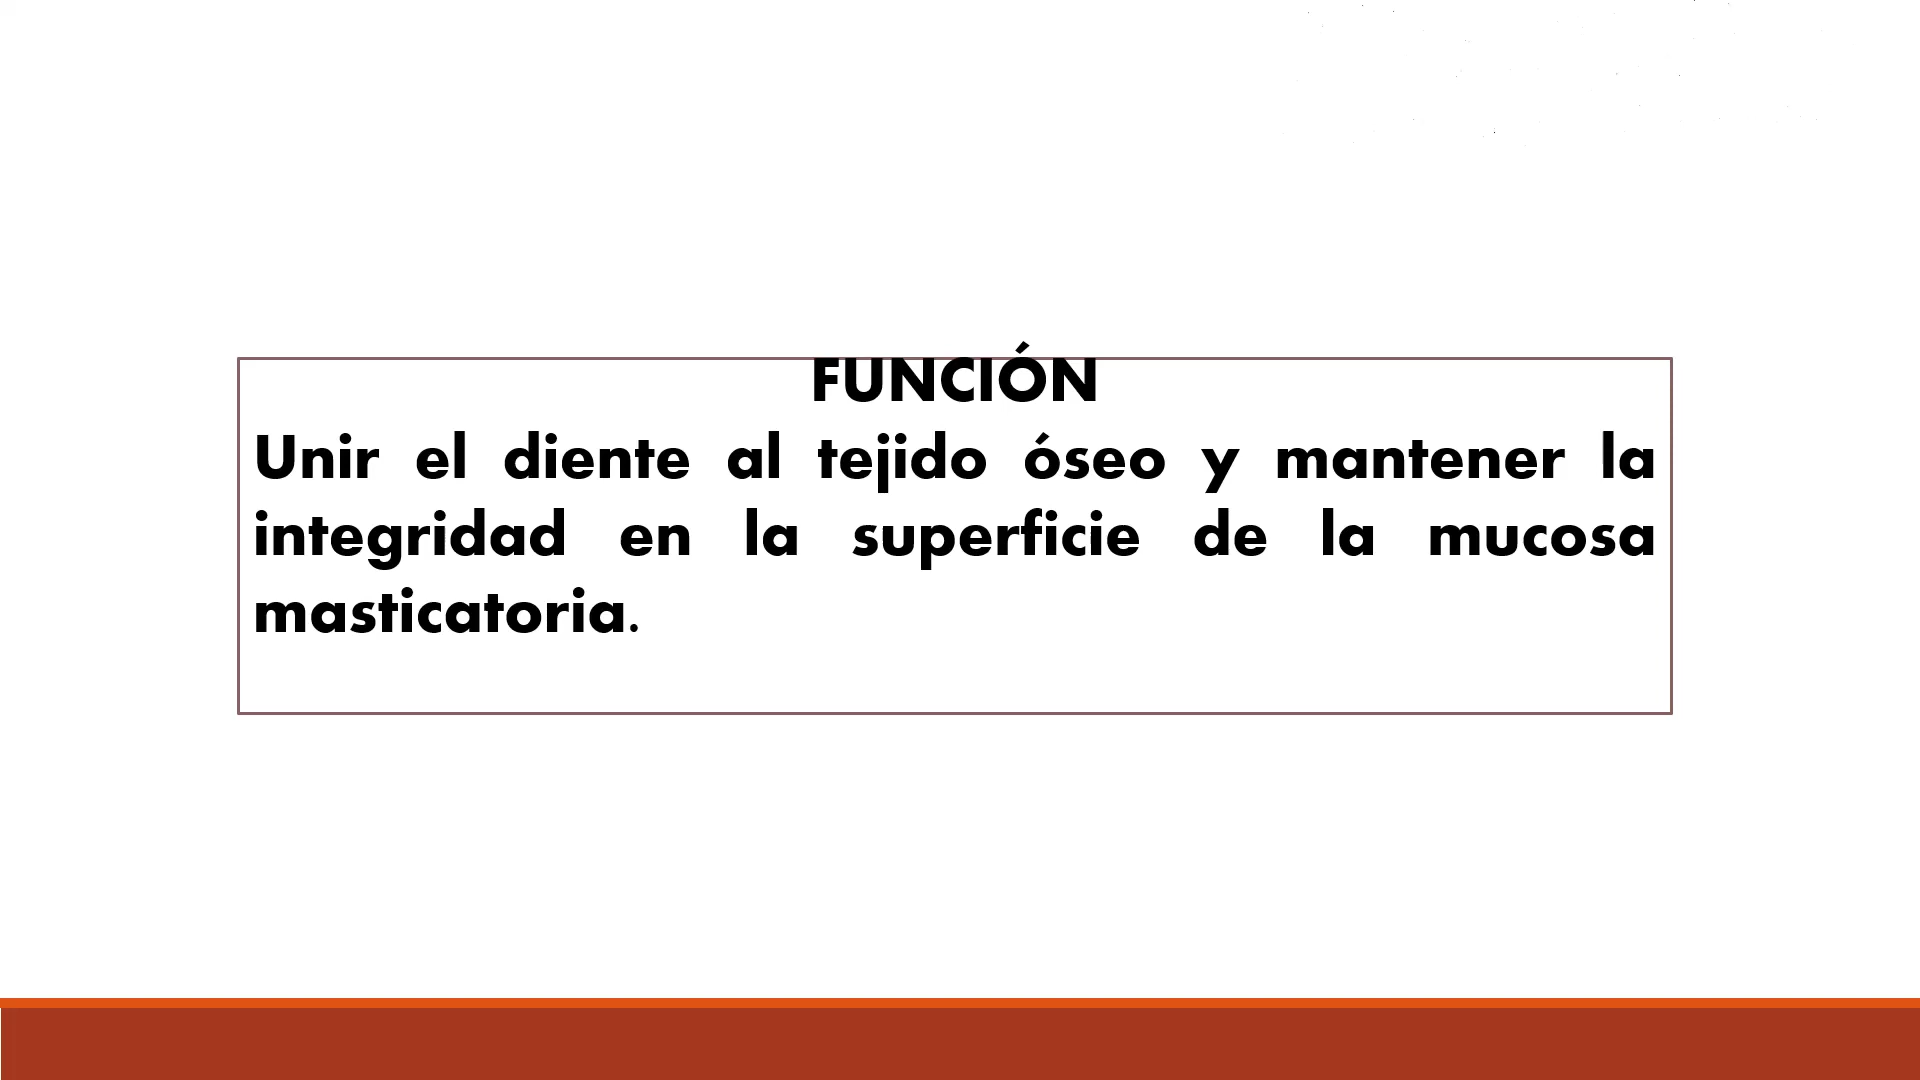 FUNCIÓN
Unir el diente al tejido óseo y mantener la
integridad en la superficie de la mucosa
masticatoria.